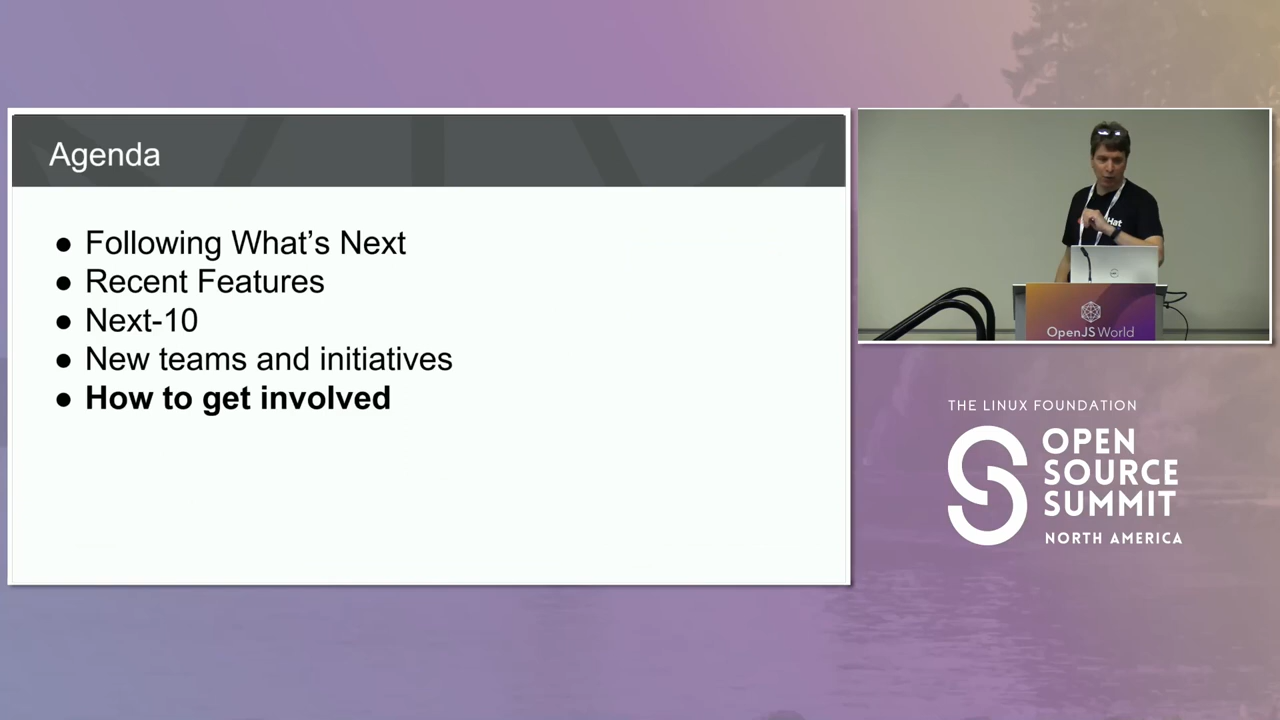 Agenda
● Following What's Next
● Recent Features
● Next-10
● New teams and initiatives
● How to get involved
Hat
OpenJS World
THE LINUX FOUNDATION
OPEN
SOURCE
SUMMIT
NORTH AMERICA